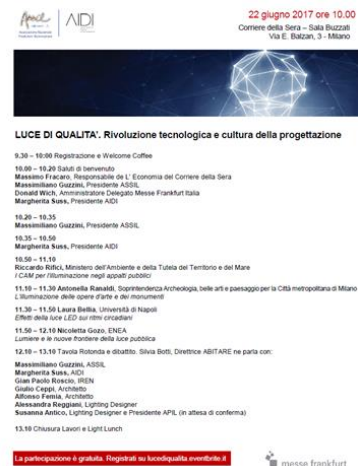 assil
AIDI
22 giugno 2017 ore 10.00
Corriere della Sera – Sala Buzzati
Via E. Balzan, 3 - Milano
LUCE DI QUALITA'. Rivoluzione tecnologica e cultura della progettazione
9.30 – 10:00 Registrazione e Welcome Coffee
10.00 – 10.20 Saluti di benvenuto
Massimo Fracaro, Responsabile de L' Economia del Corriere della Sera
Massimiliano Guzzini, Presidente ASSIL
Donald Wich, Amministratore Delegato Messe Frankfurt Italia
Margherita Suss, Presidente AIDI
10.20 – 10.35
Massimiliano Guzzini, Presidente ASSIL
10.35 – 10.50
Margherita Suss, Presidente AIDI
10.50 – 11.10
Riccardo Rifici, Ministero dell'Ambiente e della Tutela del Territorio e del Mare
I CAM per l'illuminazione negli appalti pubblici
11.10 – 11.30 Antonella Ranaldi, Soprintendenza Archeologia, belle arti e paesaggio per la Città metropolitana di Milano
L'illuminazione delle opere d'arte e dei monumenti
11.30 – 11.50 Laura Bellia, Università di Napoli
Effetti della luce LED sui ritmi circadiani
11.50 – 12.10 Nicoletta Gozo, ENEA
Lumiere e le nuove frontiere della luce pubblica
12.10 – 13.10 Tavola Rotonda e dibattito. Silvia Botti, Direttrice ABITARE ne parla con:
Massimiliano Guzzini, ASSIL
Margherita Suss, AIDI
Gian Paolo Roscio, IREN
Giulio Ceppi, Architetto
Alfonso Femia, Architetto
Alessandra Reggiani, Lighting Designer
Susanna Antico, Lighting Designer e Presidente APIL (in attesa di conferma)
13.10 Chiusura Lavori e Light Lunch
La partecipazione è gratuita. Registrati su lucediqualita.eventbrite.it
messe frankfurt